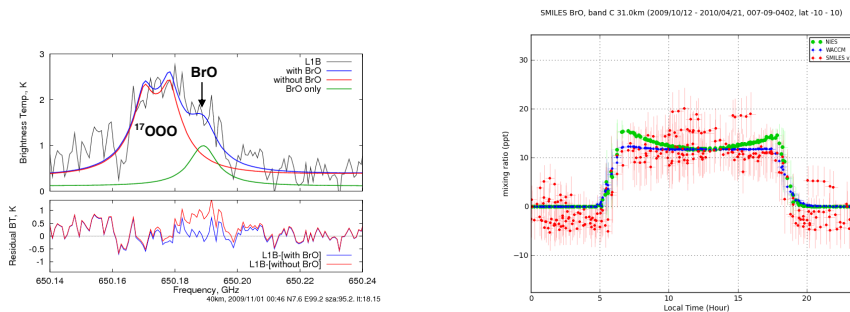 SMILES BrO, band C 31.0km (2009/10/12 - 2010/04/21, 007-09-0402, lat -10 - 10)
3
2
1
0
Brightness Temp., K
L1B
with BrO
without BrO
BrO only
BrO
17OOO
1
0.5
0
-0.5
Residual BT, K
L1B-[with BrO]
L1B-[without BrO]
650.14 650.16 650.18 650.20 650.22 650.24
Frequency, GHz
40km, 2009/11/01 00:46 N7.6 E99.2 sza:95.2. lt:18.15
30
20
10
0
−10
mixing ratio (ppt)
NIES
WACCM
SMILES v
0 5 10 15 20
Local Time (Hour)